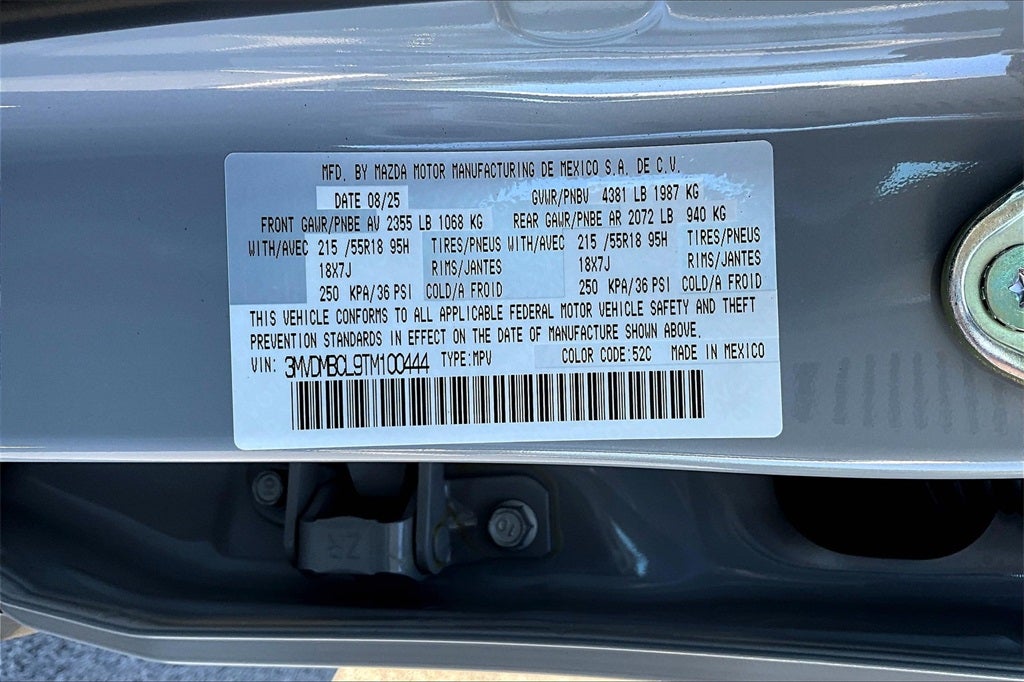 MFD. BY MAZDA MOTOR MANUFACTURING DE MEXICO S.A. DE C.V.
DATE 08/25 GVWR/PNBV 4381 LB 1987 KG
FRONT GAWR/PNBE AV 2355 LB 1068 KG REAR GAWR/PNBE AR 2072 LB 940 KG
WITH/AVEC 215 /55R18 95H TIRES/PNEUS WITH/AVEC 215 /55R18 95H TIRES/PNEUS
18X7J RIMS/JANTES 18X7J RIMS/JANTES
250 KPA/36 PSI COLD/A FROID 250 KPA/36 PSI COLD/A FROID
THIS VEHICLE CONFORMS TO ALL APPLICABLE FEDERAL MOTOR VEHICLE SAFETY AND THEFT
PREVENTION STANDARDS IN EFFECT ON THE DATE OF MANUFACTURE SHOWN ABOVE.
VIN: 3MVDMBCL9TM100444 TYPE:MPV COLOR CODE:52C MADE IN MEXICO